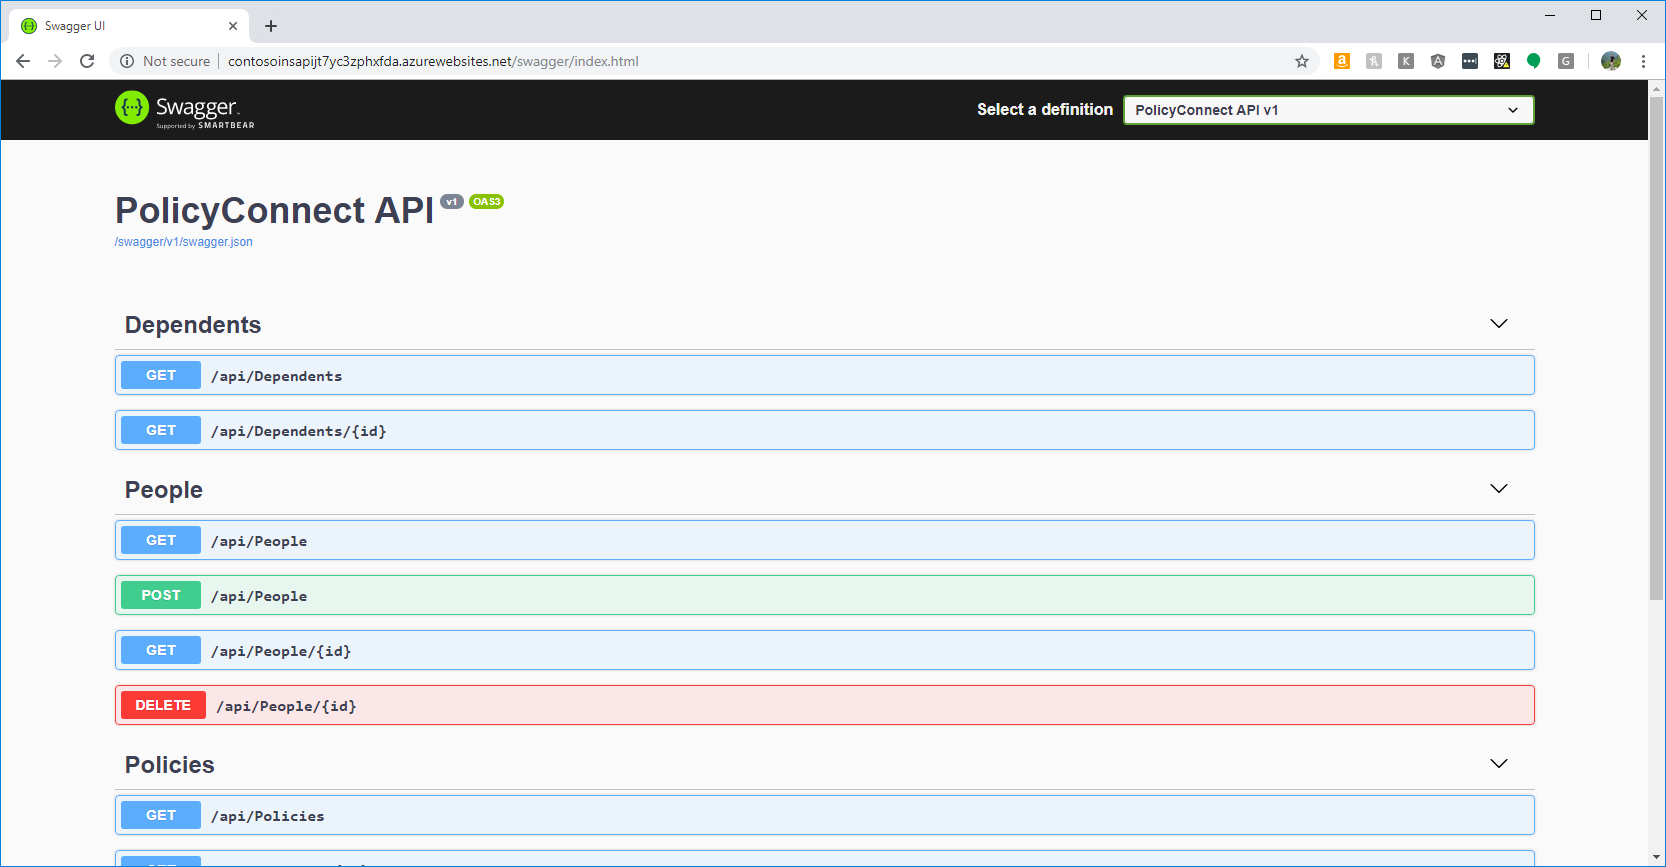 Swagger UI
Not secure
contosoinsapijt7yc3zphxfda.azurewebsites.net/swagger/index.html
Swagger
Supported by SMARTBEAR
Select a definition
PolicyConnect API v1
PolicyConnect API v1 OAS3
/swagger/v1/swagger.json
Dependents
GET /api/Dependents
GET /api/Dependents/{id}
People
GET /api/People
POST /api/People
GET /api/People/{id}
DELETE /api/People/{id}
Policies
GET /api/Policies